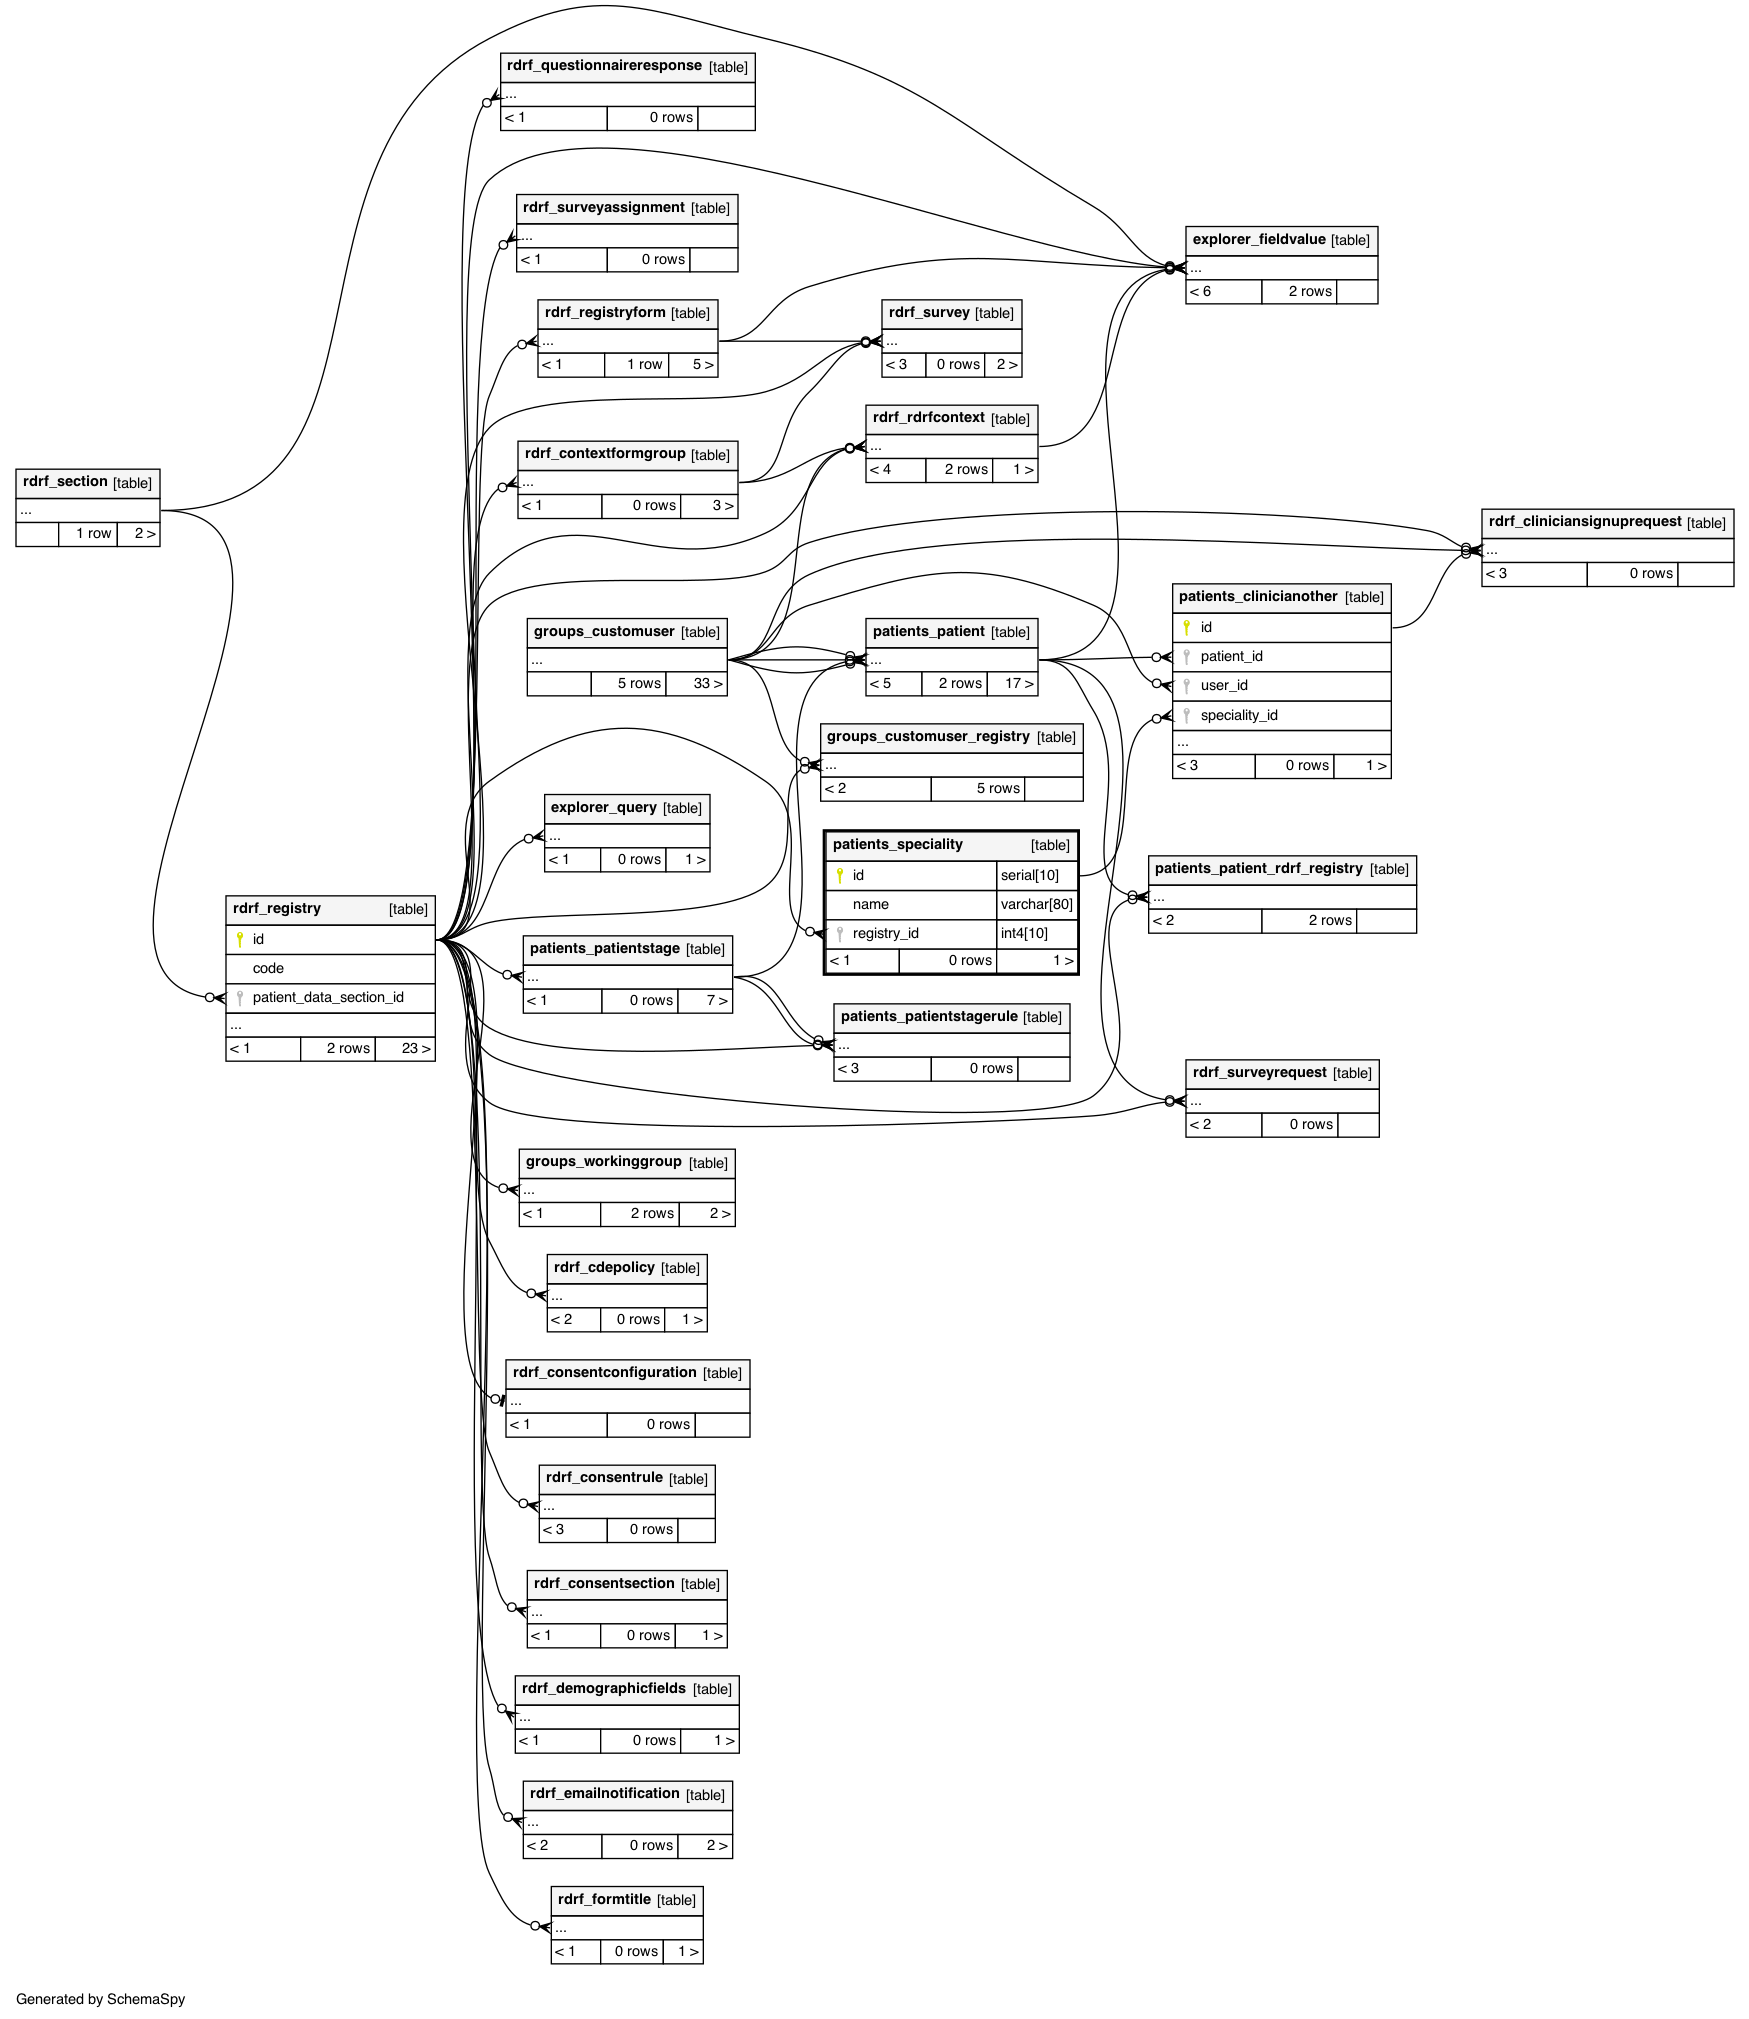 rdrf_questionnaireresponse [table]
...
< 1 0 rows
rdrf_surveyassignment [table]
...
< 1 0 rows
explorer_fieldvalue [table]
...
< 6 2 rows
rdrf_registryform [table]
...
< 1 1 row 5 >
rdrf_survey [table]
...
< 3 0 rows 2 >
rdrf_rdrfcontext [table]
...
< 4 2 rows 1 >
rdrf_contextformgroup [table]
...
< 1 0 rows 3 >
rdrf_section [table]
...
1 row 2 >
rdrf_cliniciansignuprequest [table]
...
< 3 0 rows
patients_clinicianother [table]
id
patient_id
user_id
speciality_id
...
< 3 0 rows 1 >
groups_customuser [table]
...
5 rows 33 >
patients_patient [table]
...
< 5 2 rows 17 >
groups_customuser_registry [table]
...
< 2 5 rows
explorer_query [table]
...
< 1 0 rows 1 >
patients_speciality [table]
id serial[10]
name varchar[80]
registry_id int4[10]
< 1 0 rows 1 >
patients_patient_rdrf_registry [table]
...
< 2 2 rows
rdrf_registry [table]
id
code
patient_data_section_id
...
< 1 2 rows 23 >
patients_patientstage [table]
...
< 1 0 rows 7 >
patients_patientstagerule [table]
...
< 3 0 rows
rdrf_surveyrequest [table]
...
< 2 0 rows
groups_workinggroup [table]
...
< 1 2 rows 2 >
rdrf_cdepolicy [table]
...
< 2 0 rows 1 >
rdrf_consentconfiguration [table]
...
< 1 0 rows
rdrf_consentrule [table]
...
< 3 0 rows
rdrf_consentsection [table]
...
< 1 0 rows 1 >
rdrf_demographicfields [table]
...
< 1 0 rows 1 >
rdrf_emailnotification [table]
...
< 2 0 rows 2 >
rdrf_formtitle [table]
...
< 1 0 rows 1 >
Generated by SchemaSpy